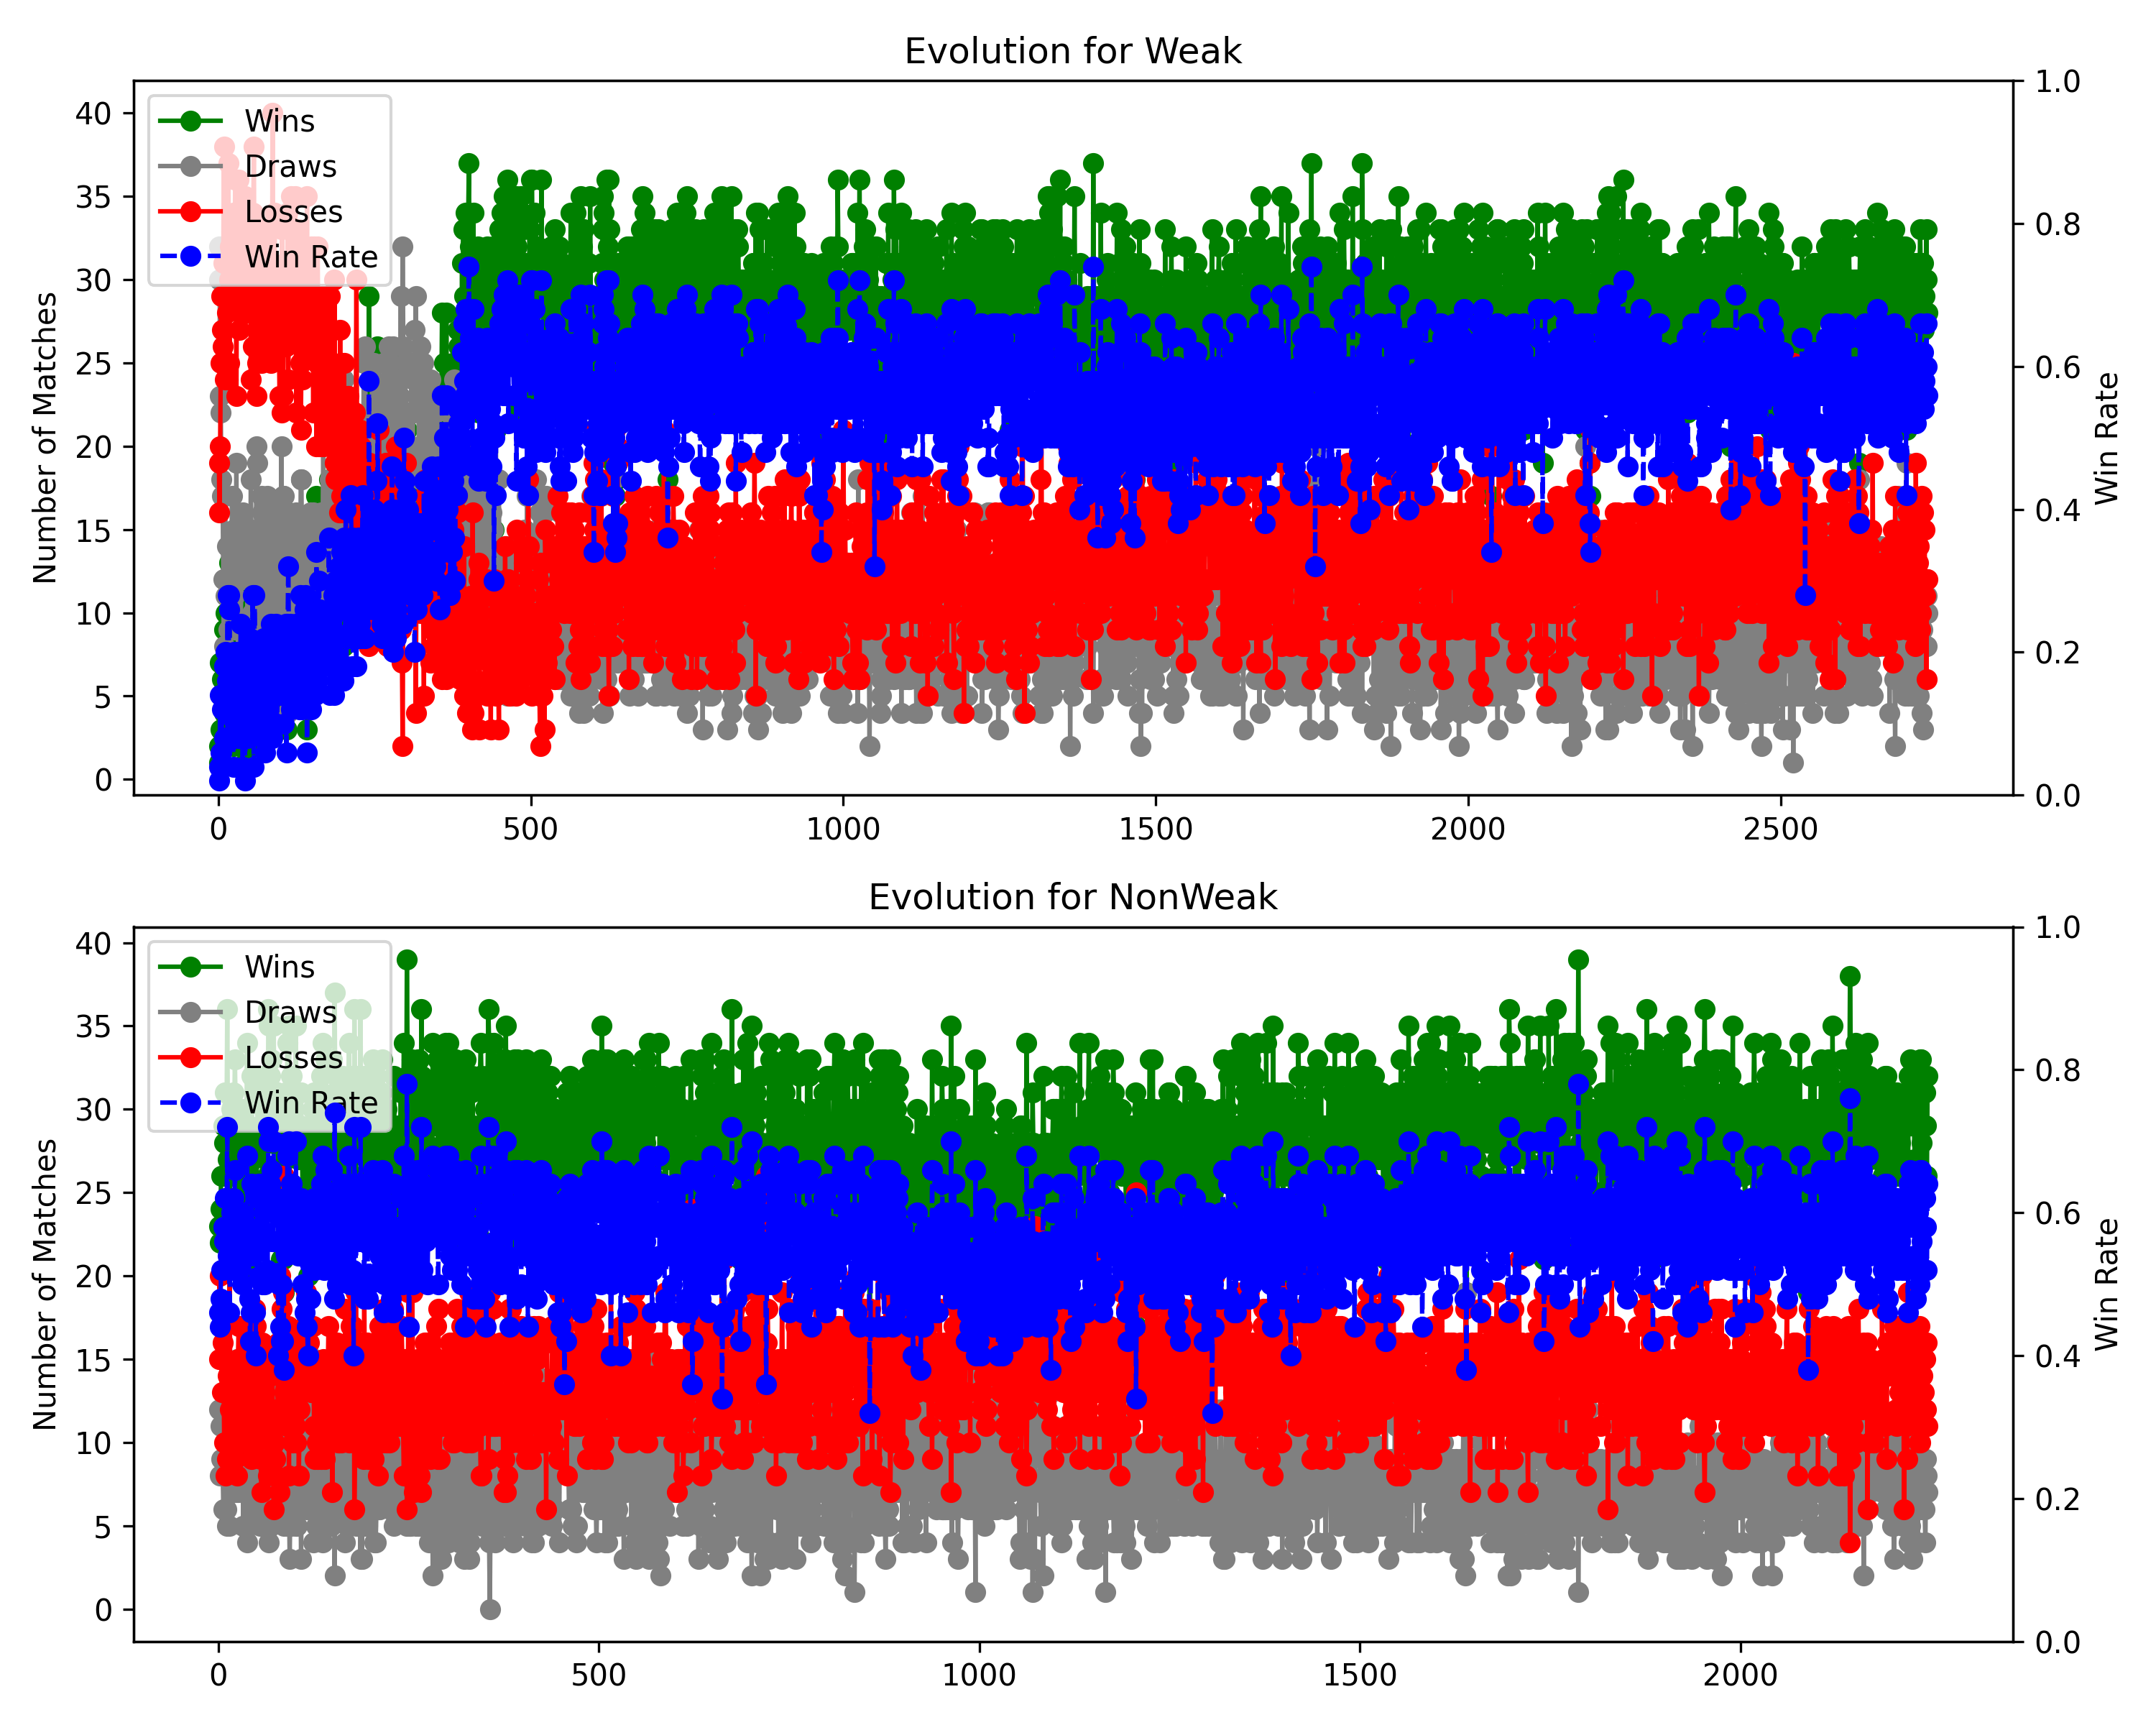 Evolution for Weak
Number of Matches
40
35
30
25
20
15
10
5
0
Wins
Draws
Losses
Win Rate
1.0
0.8
0.6
0.4
0.2
0.0
Win Rate
0 500 1000 1500 2000 2500
Evolution for NonWeak
Number of Matches
40
35
30
25
20
15
10
5
0
Wins
Draws
Losses
Win Rate
1.0
0.8
0.6
0.4
0.2
0.0
Win Rate
0 500 1000 1500 2000